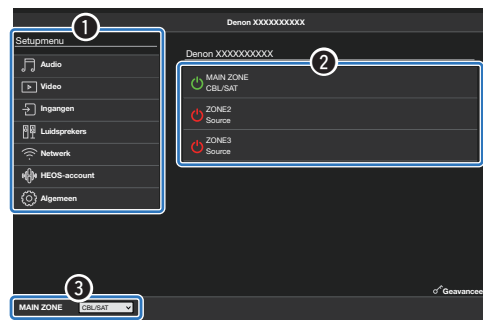 Denon XXXXXXXXXX
1
Setupmenu
Audio
Video
Ingangen
Luidsprekers
Netwerk
HEOS-account
Algemeen
Denon XXXXXXXXXX
2
MAIN ZONE
CBL/SAT
ZONE2
Source
ZONE3
Source
Geavancee
3
MAIN ZONE CBL/SAT